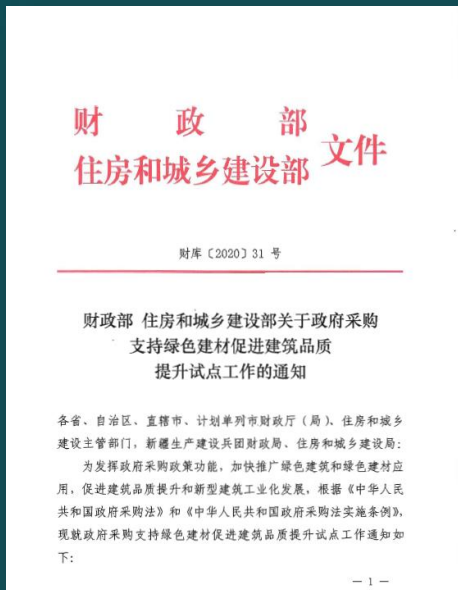 财政部
住房和城乡建设部
文件
财库〔2020〕31 号
财政部 住房和城乡建设部关于政府采购
支持绿色建材促进建筑品质
提升试点工作的通知
各省、自治区、直辖市、计划单列市财政厅（局）、住房和城乡
建设主管部门，新疆生产建设兵团财政局、住房和城乡建设局：
为发挥政府采购政策功能，加快推广绿色建筑和绿色建材应
用，促进建筑品质提升和新型建筑工业化发展，根据《中华人民
共和国政府采购法》和《中华人民共和国政府采购法实施条例》，
现就政府采购支持绿色建材促进建筑品质提升试点工作通知如
下：
— 1 —